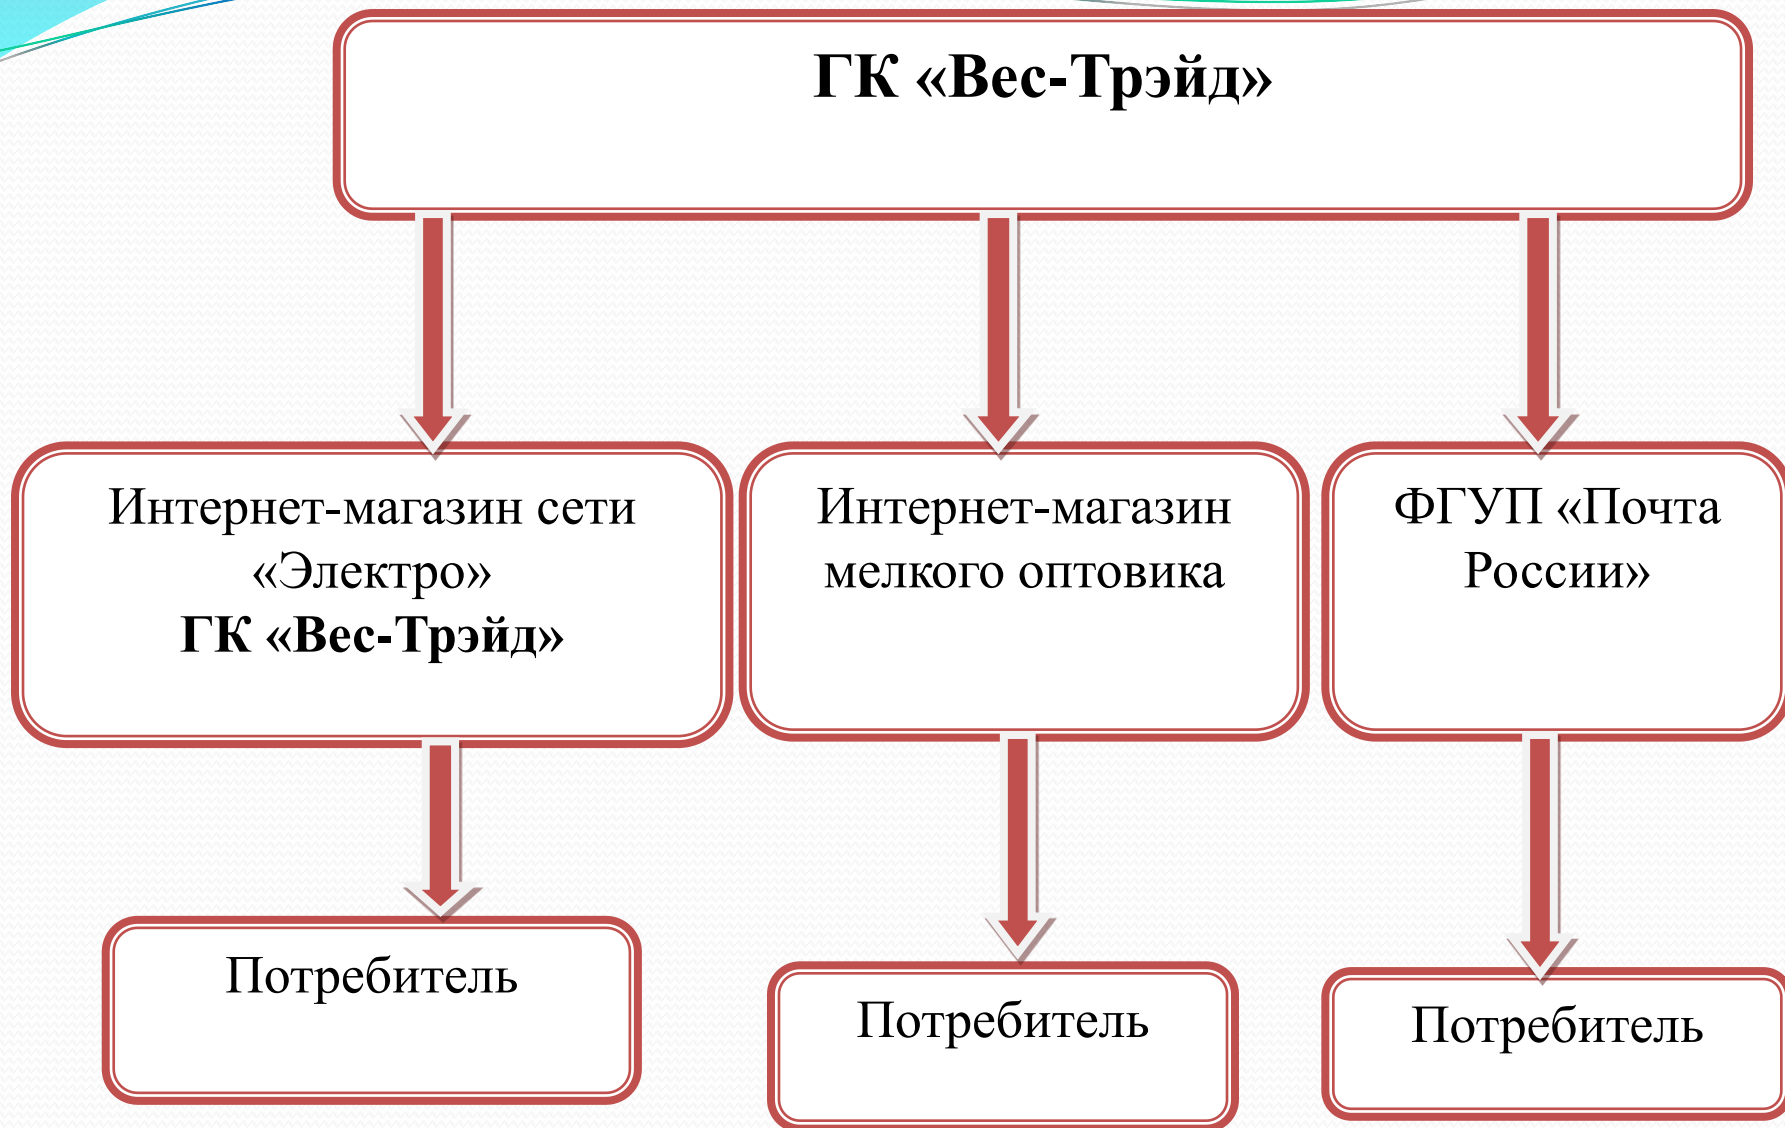 ГК «Вес-Трэйд»
Интернет-магазин сети
«Электро»
ГК «Вес-Трэйд»
Интернет-магазин
мелкого оптовика
ФГУП «Почта
России»
Потребитель
Потребитель
Потребитель